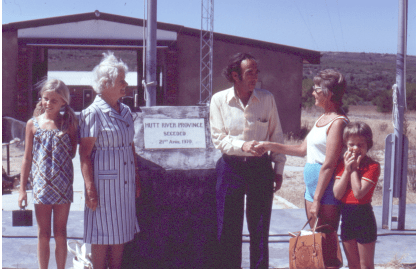 HUTT RIVER PROVINCE
SECEDED
21ST APRIL 1970